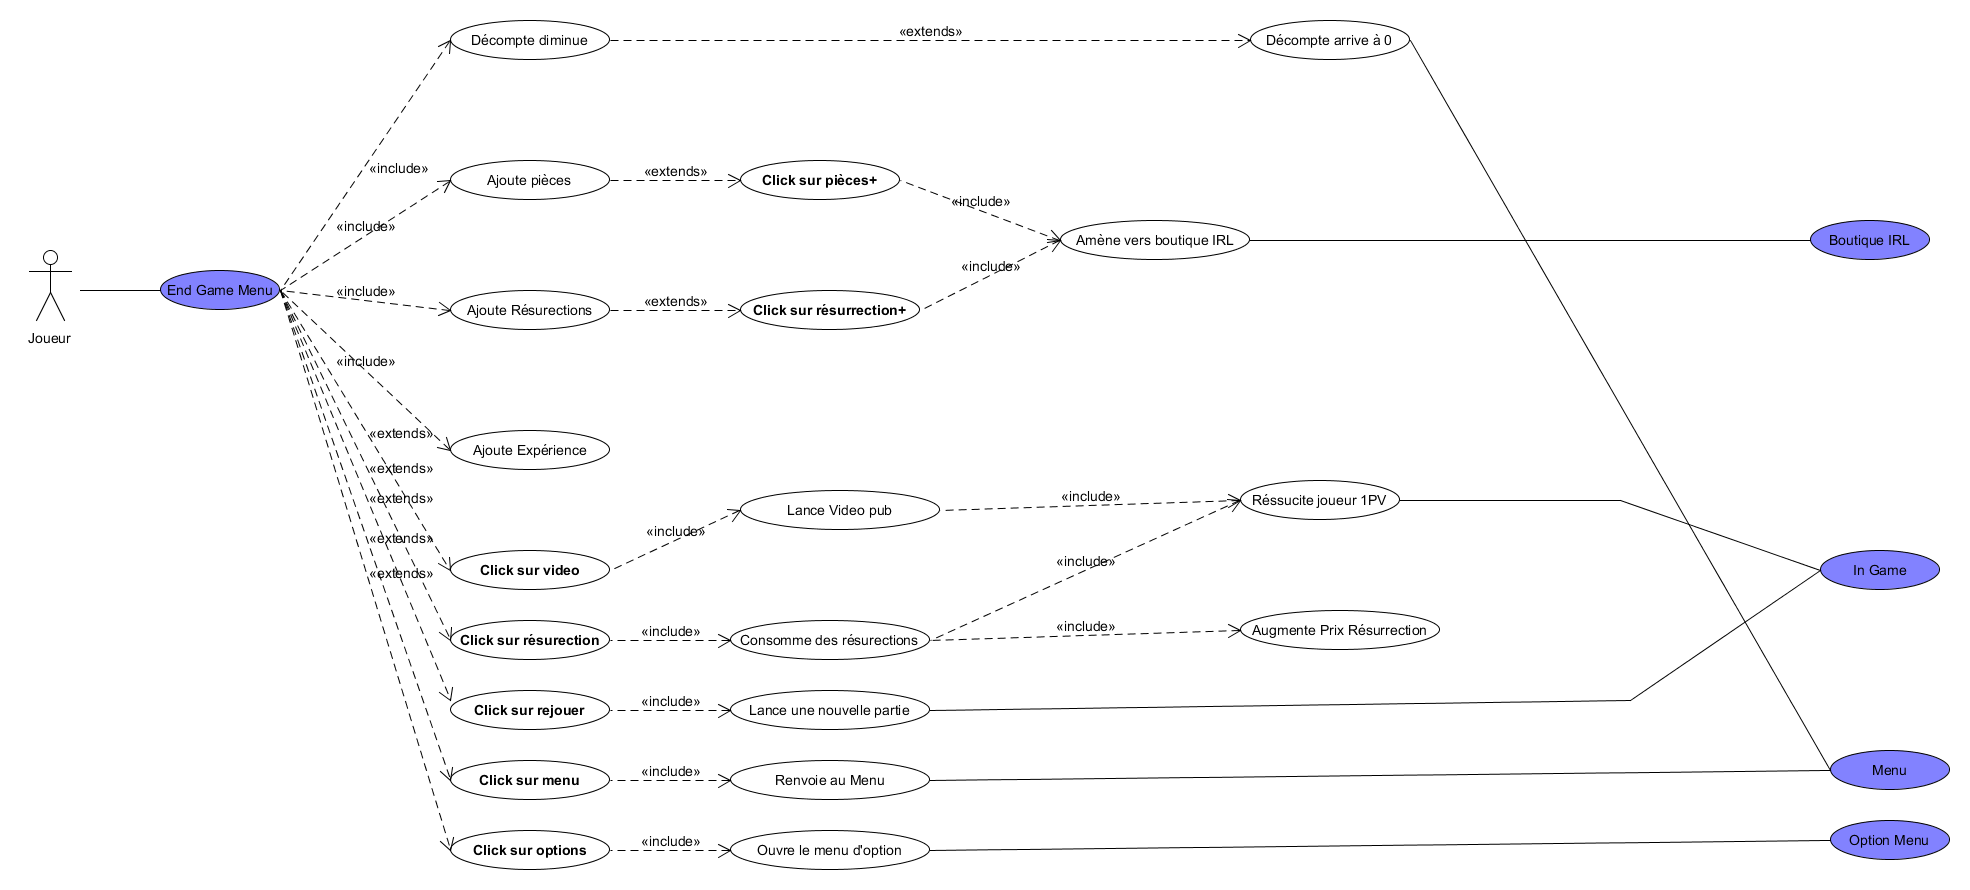 Décompte diminue
«extends»
Décompte arrive à 0
«include»
Ajoute pièces
«extends»
Click sur pièces+
«include»
«include»
Amène vers boutique IRL
Boutique IRL
Joueur
End Game Menu
«include»
Ajoute Résurections
«extends»
Click sur résurrection+
«include»
«include»
Ajoute Expérience
«extends»
«extends»
«extends»
«extends»
«extends»
Click sur video
«include»
Lance Video pub
«include»
Réssucite joueur 1PV
In Game
Click sur résurection
«include»
Consomme des résurections
«include»
«include»
Augmente Prix Résurrection
Click sur rejouer
«include»
Lance une nouvelle partie
Click sur menu
«include»
Renvoie au Menu
Menu
Click sur options
«include»
Ouvre le menu d'option
Option Menu